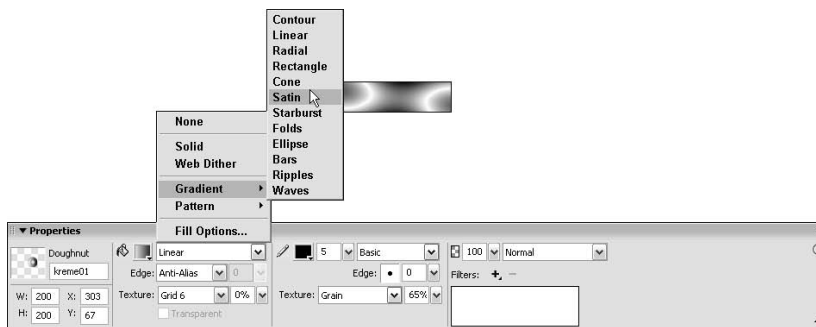 Contour
Linear
Radial
Rectangle
Cone
Satin
Starburst
Folds
Ellipse
Bars
Ripples
Waves
None
Solid
Web Dither
Gradient
Pattern
Fill Options...
Properties
Doughnut
kreme01
W: 200 X: 303
H: 200 Y: 67
Linear
Edge: Anti-Alias 0
Texture: Grid 6 0%
Transparent
5 Basic
Edge: 0
Texture: Grain 65%
100 Normal
Filters: